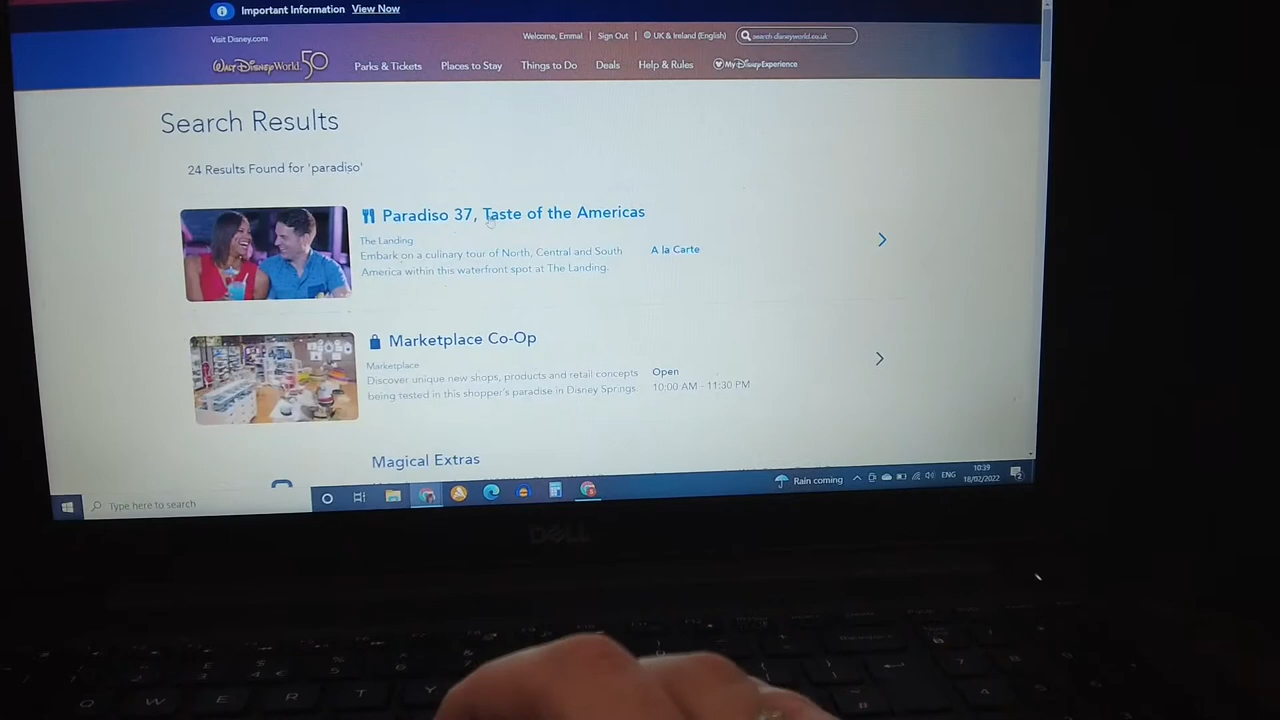 Important Information View Now
Visit Disney.com
Welcome, Emma! | Sign Out | UK & Ireland (English)
search disneyworld.co.uk
Walt Disney World 50
Parks & Tickets
Places to Stay
Things to Do
Deals
Help & Rules
My Disney Experience
Search Results
24 Results Found for 'paradiso'
Paradiso 37, Taste of the Americas
The Landing
Embark on a culinary tour of North, Central and South
America within this waterfront spot at The Landing.
A la Carte
Marketplace Co-Op
Marketplace
Discover unique new shops, products and retail concepts
being tested in this shopper's paradise in Disney Springs.
Open
10:00 AM - 11:30 PM
Magical Extras
Type here to search
Rain coming
ENG
10:39
18/02/2022
DELL
Q W E R T Y